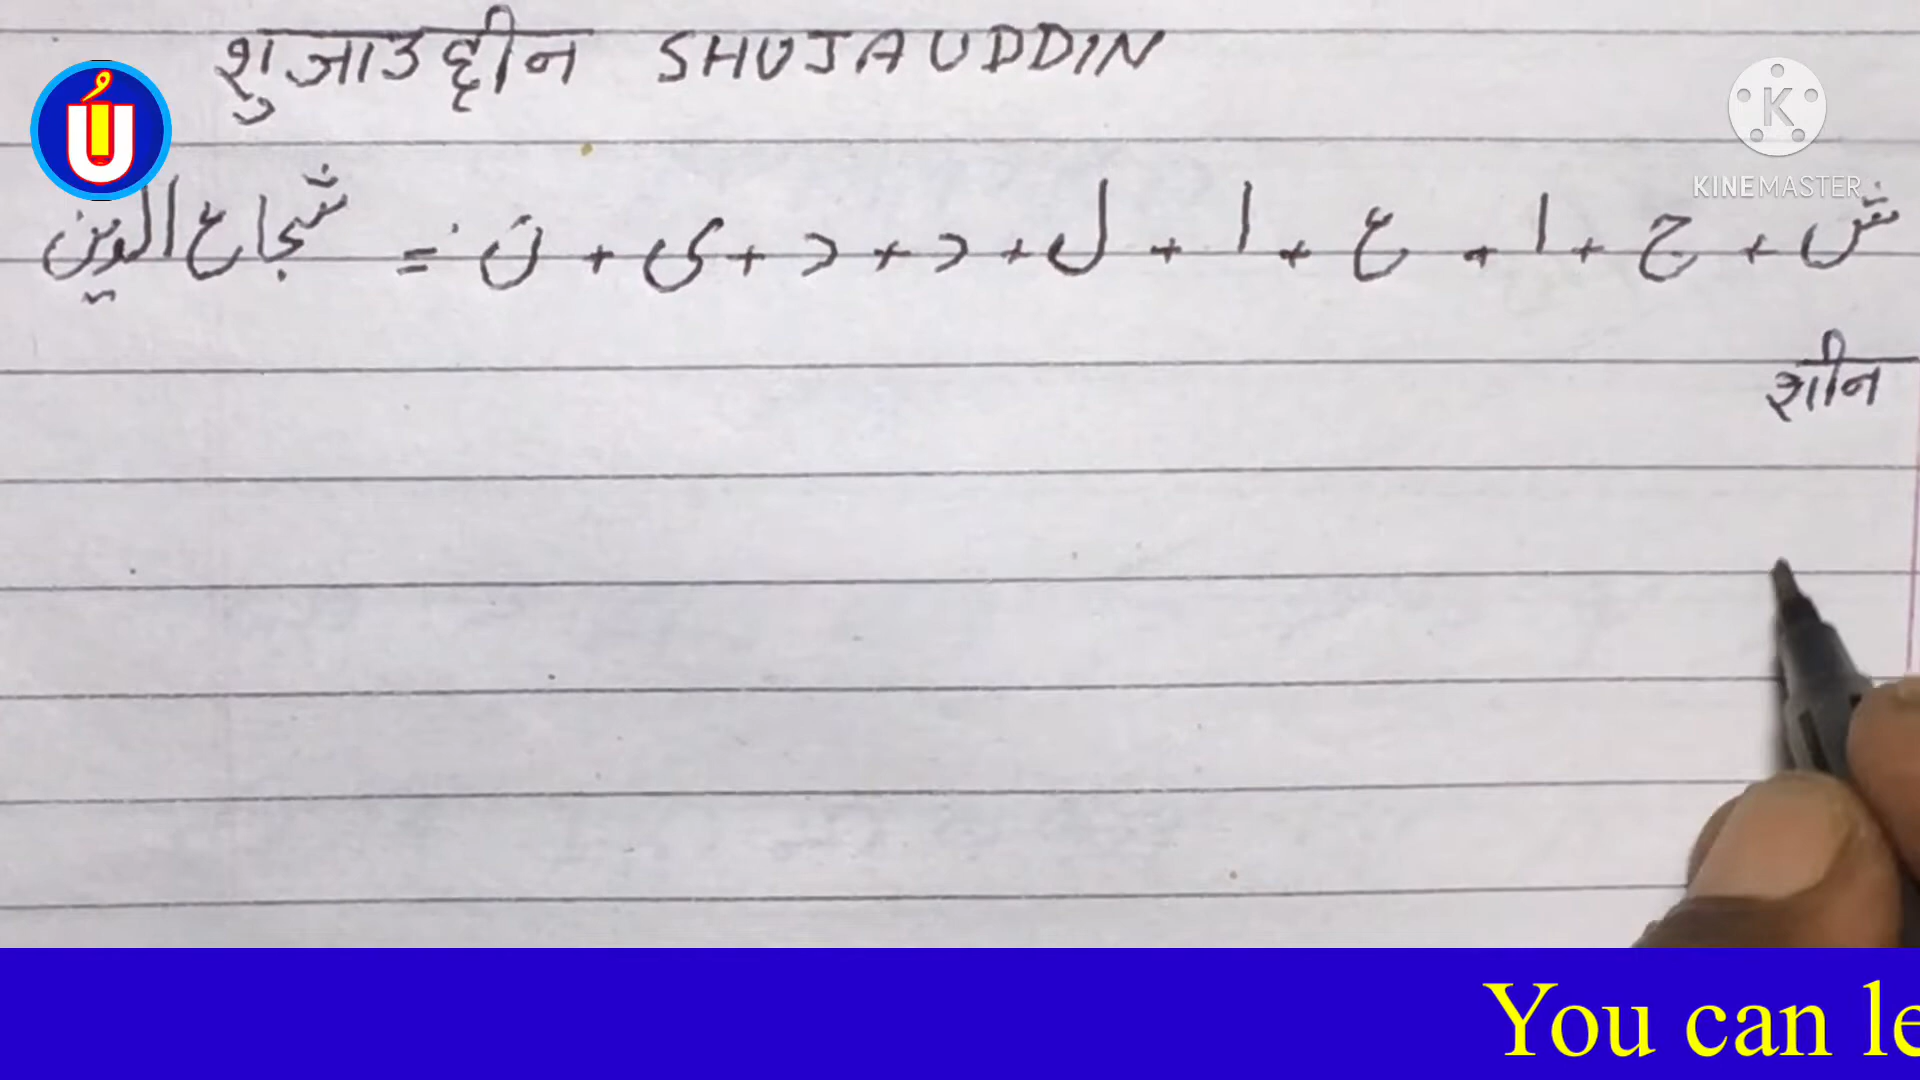 शुजाउद्दीन SHUJAUDDIN
KINEMASTER
ش + ج + ا + ع + ا + ل + د + د + ی + ن = شجاع الدین
शीन
You can le